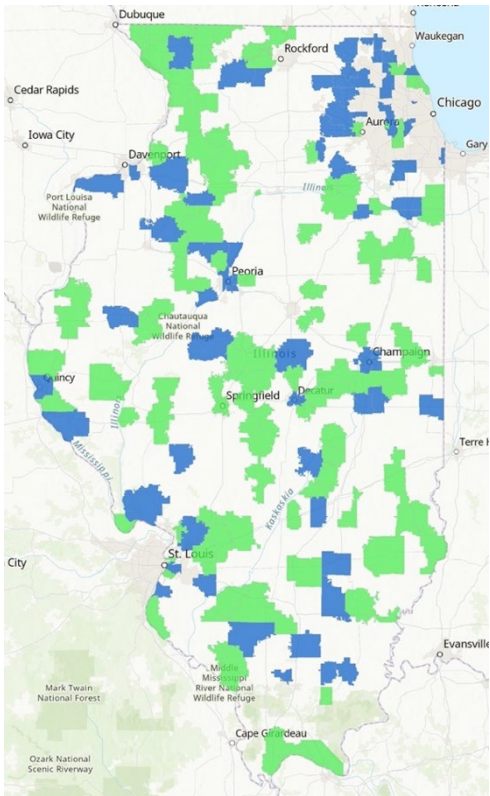 Dubuque
Waukegan
Rockford
Cedar Rapids
Chicago
Aurora
Iowa City
Gary
Davenport
Illinois
Port Louisa
National
Wildlife Refuge
Peoria
Chautauqua
National
Wildlife Refuge
Illinois
Champaign
Quincy
Springfield
Decatur
Illinois
Mississippi
Terre H
Kaskaskia
City
St. Louis
Evansville
Middle
Mississippi
River National
Wildlife Refuge
Mark Twain
National Forest
Cape Girardeau
Ozark National
Scenic Riverway